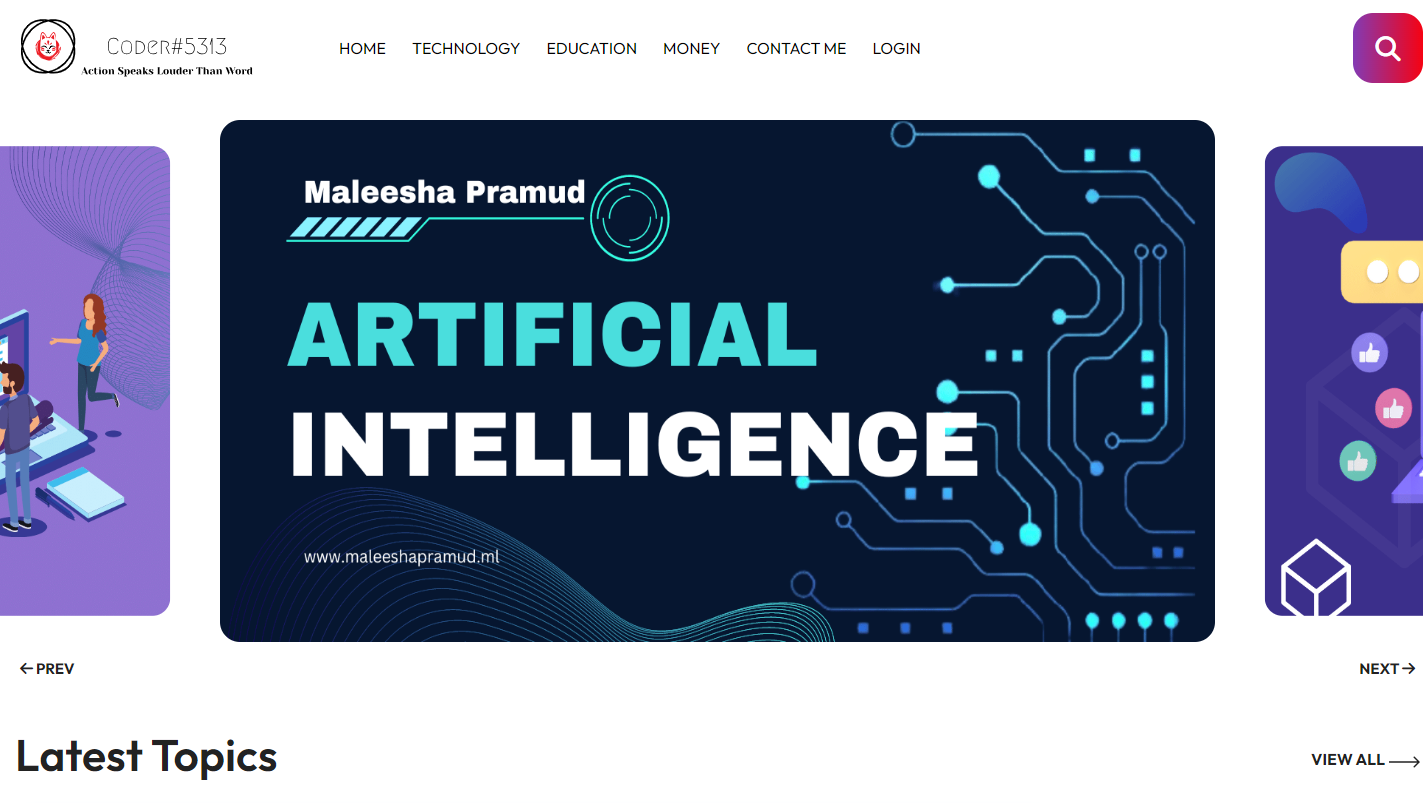 Coder#5313
Action Speaks Louder Than Word
HOME TECHNOLOGY EDUCATION MONEY CONTACT ME LOGIN
Maleesha Pramud
ARTIFICIAL
INTELLIGENCE
www.maleeshapramud.ml
PREV
NEXT
Latest Topics
VIEW ALL